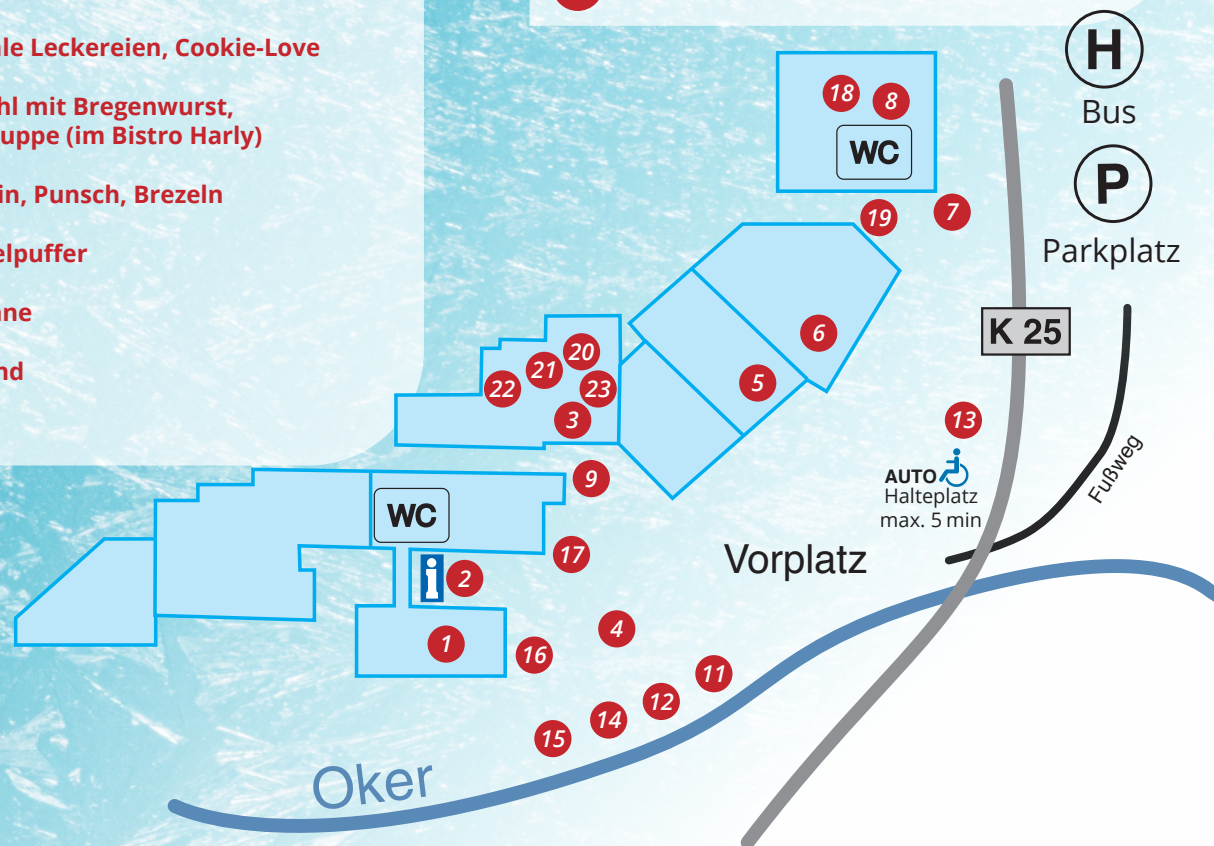 le Leckereien, Cookie-Love
hl mit Bregenwurst,
uppe (im Bistro Harly)
in, Punsch, Brezeln
elpuffer
ne
nd
H
Bus
P
Parkplatz
18
8
WC
19
7
K 25
6
5
20
21
22
23
3
13
AUTO
Halteplatz
max. 5 min
Fußweg
9
WC
17
Vorplatz
i
2
4
1
16
11
12
14
15
Oker